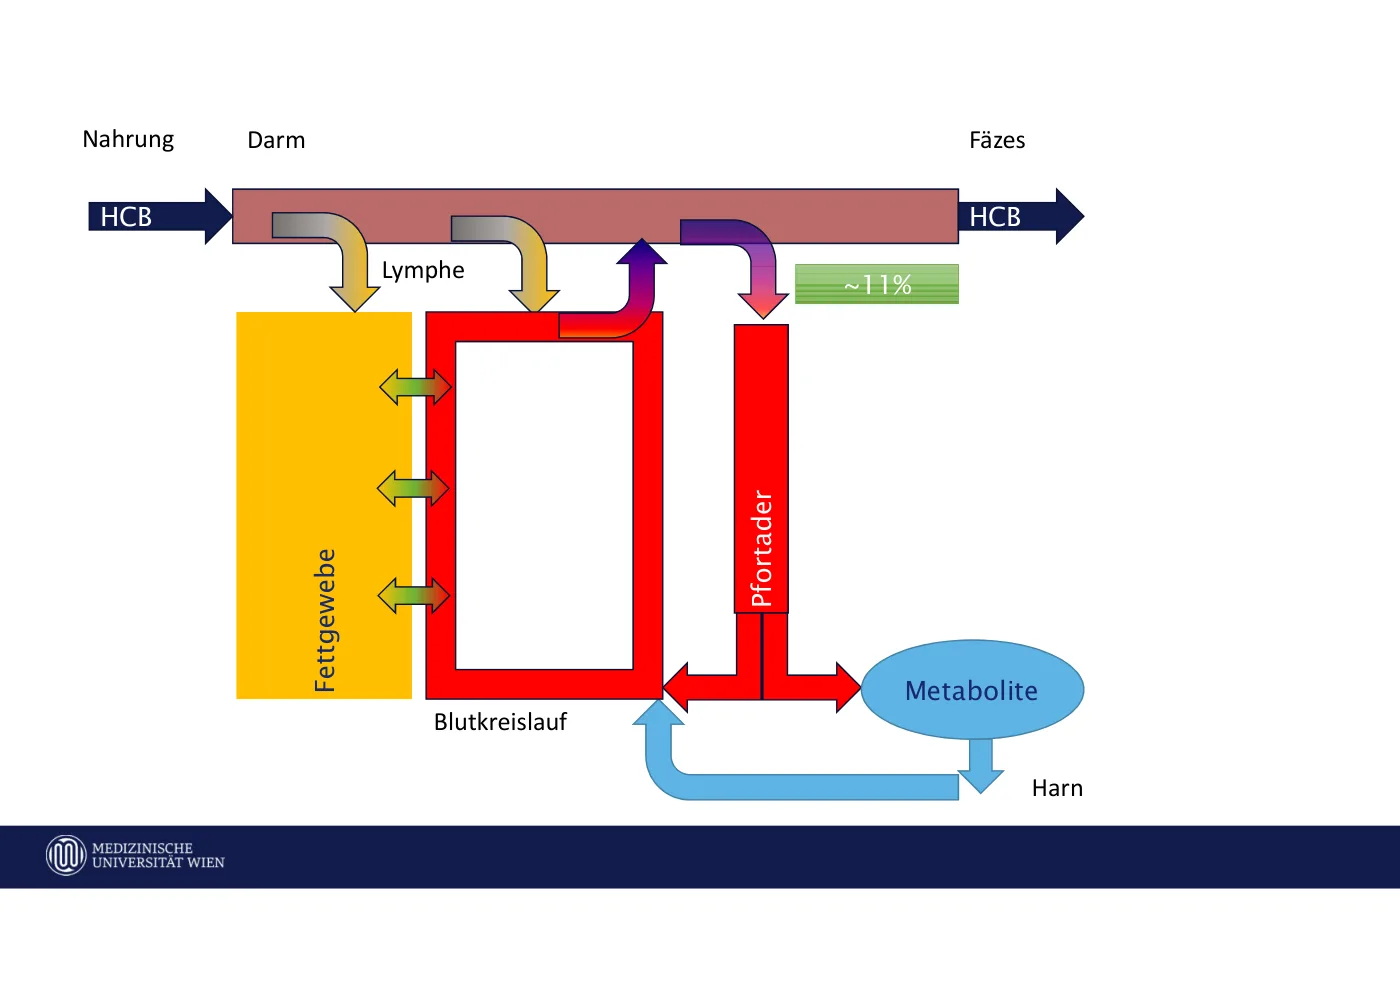 Nahrung
Darm
Fäzes
HCB
HCB
Lymphe
~11%
Fettgewebe
Pfortader
Metabolite
Blutkreislauf
Harn
MEDIZINISCHE
UNIVERSITÄT WIEN